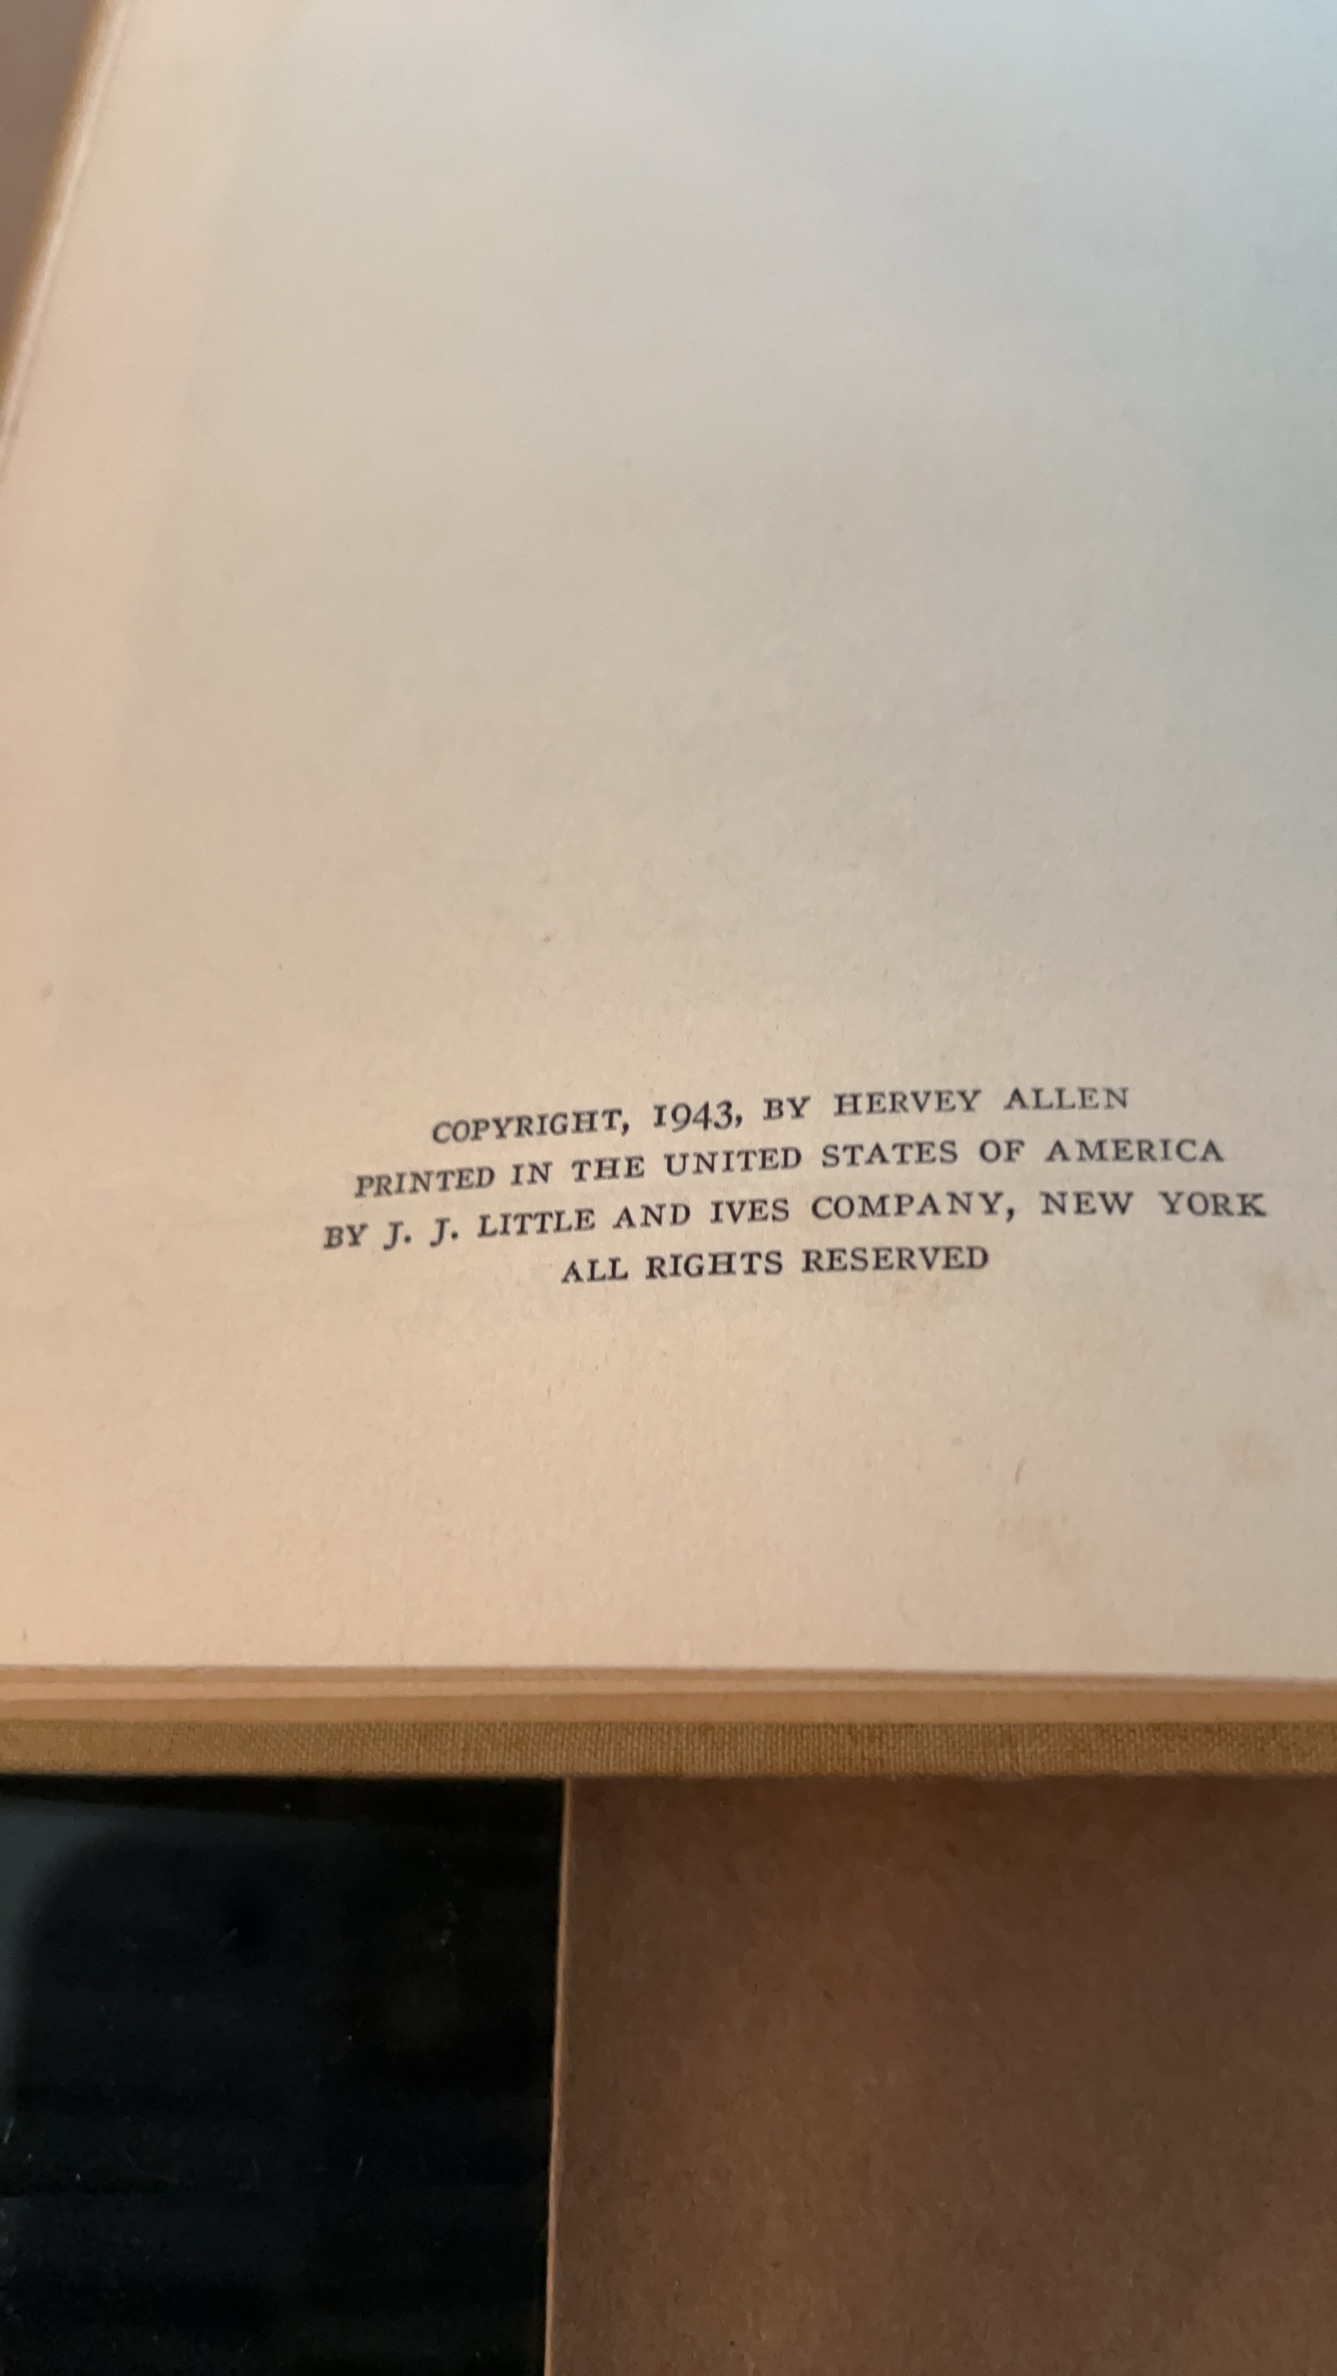 COPYRIGHT, 1943, BY HERVEY ALLEN
PRINTED IN THE UNITED STATES OF AMERICA
BY J. J. LITTLE AND IVES COMPANY, NEW YORK
ALL RIGHTS RESERVED